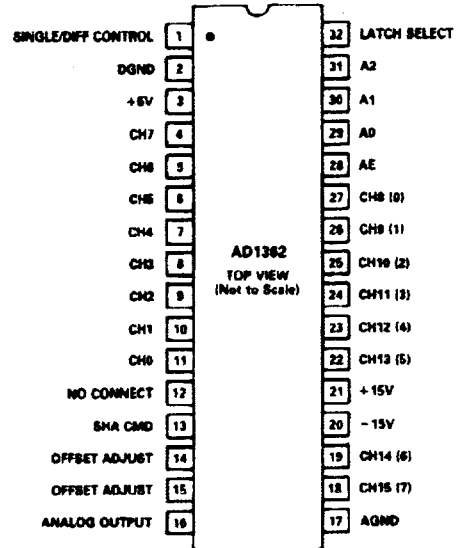 SINGLE/DIFF CONTROL 1
DGND 2
+5V 3
CH7 4
CH6 5
CH5 6
CH4 7
CH3 8
CH2 9
CH1 10
CH0 11
NO CONNECT 12
SHA CMD 13
OFFSET ADJUST 14
OFFSET ADJUST 15
ANALOG OUTPUT 16
AD1362
TOP VIEW
(Not to Scale)
32 LATCH SELECT
31 A2
30 A1
29 A0
28 AE
27 CH8 (0)
26 CH9 (1)
25 CH10 (2)
24 CH11 (3)
23 CH12 (4)
22 CH13 (5)
21 +15V
20 -15V
19 CH14 (6)
18 CH15 (7)
17 AGND